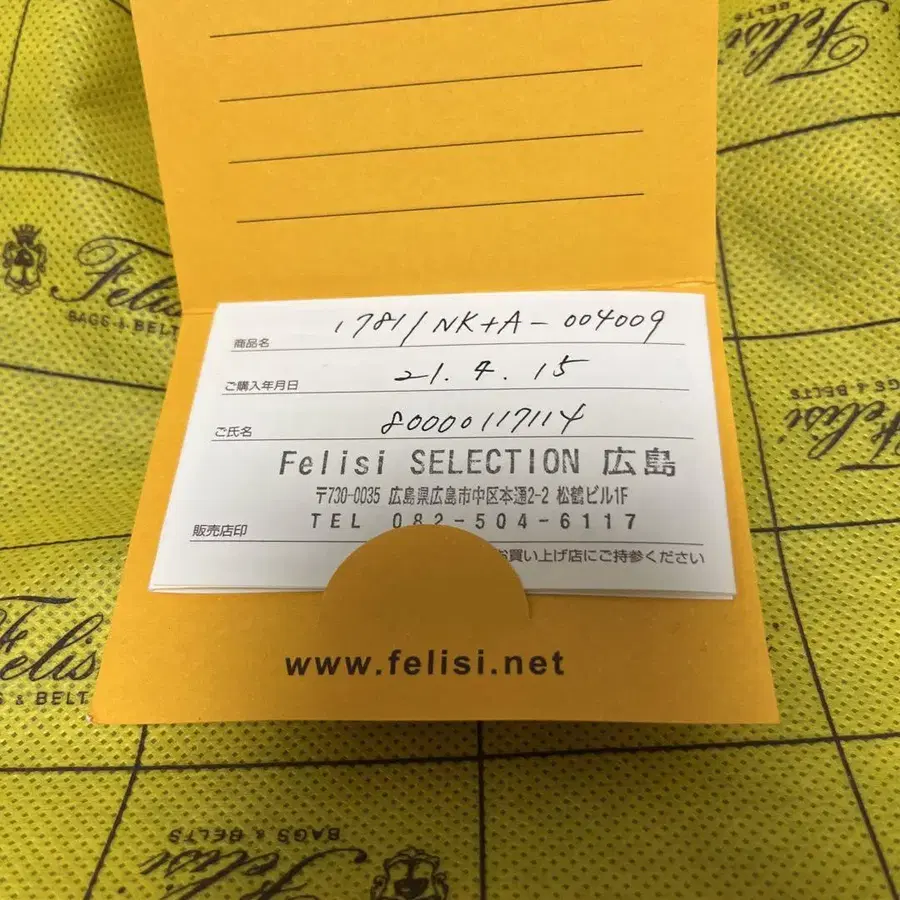 Felisi
Felisi
BAGS & BELTS
商品名 1781/NK+A-004009
ご購入年月日 21.4.15
ご氏名 80000117114
Felisi SELECTION 広島
〒730-0035 広島県広島市中区本通2-2 松鶴ビル1F
TEL 082-504-6117
販売店印
お買い上げ店にご持参ください
www.felisi.net
BAGS & BELTS
Felisi
Felis
& BELT
BAGS & BELTS
Felisi